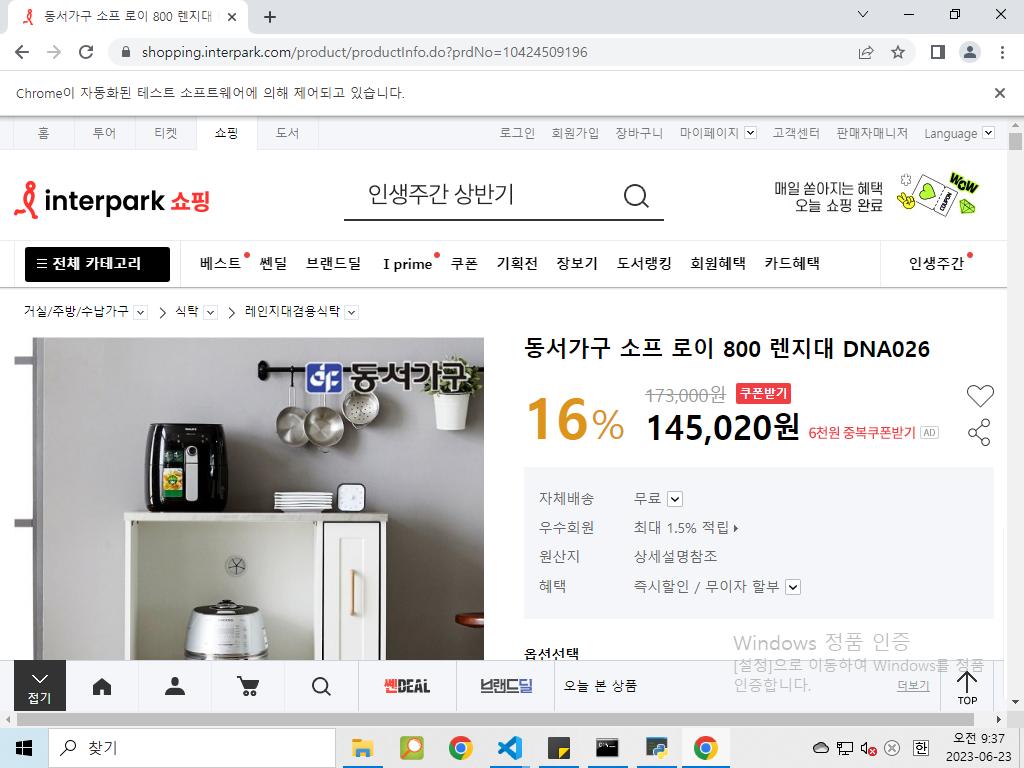 동서가구 소프 로이 800 렌지대
shopping.interpark.com/product/productInfo.do?prdNo=10424509196
Chrome이 자동화된 테스트 소프트웨어에 의해 제어되고 있습니다.
홈 투어 티켓 쇼핑 도서 로그인 회원가입 장바구니 마이페이지 고객센터 판매자매니저 Language
interpark 쇼핑 인생주간 상반기
매일 쏟아지는 혜택
오늘 쇼핑 완료
WOW
COUPON
전체 카테고리 베스트 쎈딜 브랜드딜 I prime 쿠폰 기획전 장보기 도서랭킹 회원혜택 카드혜택 인생주간
거실/주방/수납가구 식탁 레인지대겸용식탁
동서가구
동서가구 소프 로이 800 렌지대 DNA026
16% 173,000원 쿠폰받기
145,020원 6천원 중복쿠폰받기 AD
자체배송 무료
우수회원 최대 1.5% 적립
원산지 상세설명참조
혜택 즉시할인 / 무이자 할부
옵션선택
Windows 정품 인증
[설정]으로 이동하여 Windows를 정품
인증합니다.
접기 쎈DEAL 브랜드딜 오늘 본 상품 더보기 TOP
찾기
한
오전 9:37
2023-06-23